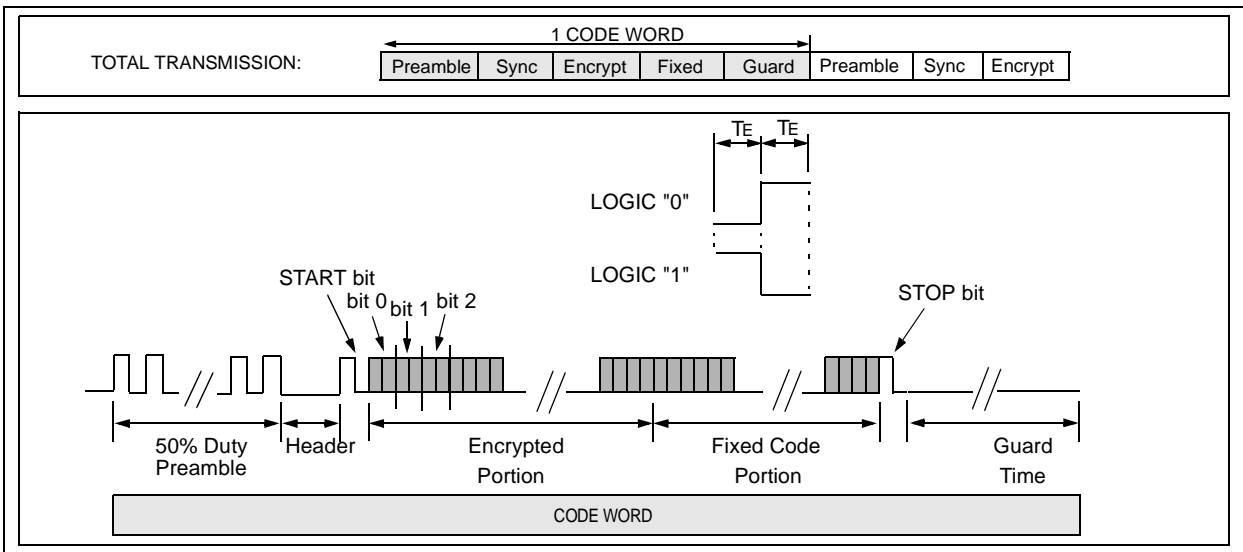 1 CODE WORD
TOTAL TRANSMISSION:
Preamble Sync Encrypt Fixed Guard Preamble Sync Encrypt
TE TE
LOGIC "0"
LOGIC "1"
START bit
bit 0 bit 1 bit 2
STOP bit
50% Duty
Preamble
Header
Encrypted
Portion
Fixed Code
Portion
Guard
Time
CODE WORD